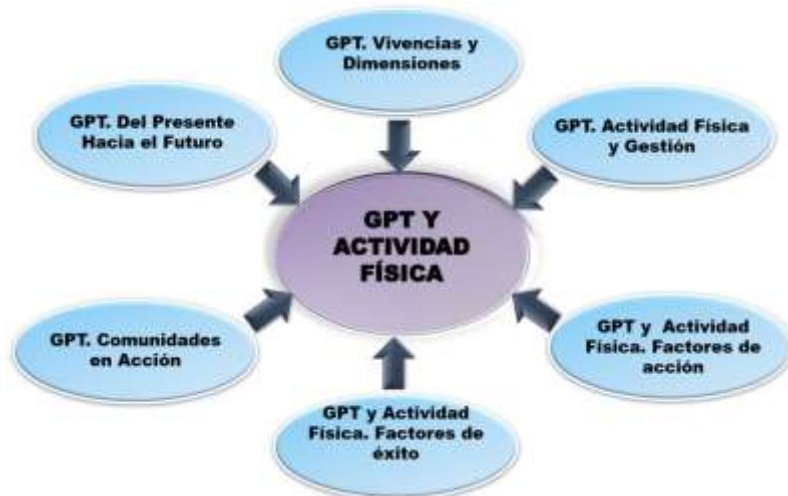 GPT. Vivencias y
Dimensiones
GPT. Del Presente
Hacia el Futuro
GPT. Actividad Física
y Gestión
GPT Y
ACTIVIDAD
FÍSICA
GPT. Comunidades
en Acción
GPT y Actividad
Física. Factores de
acción
GPT y Actividad
Física. Factores de
éxito